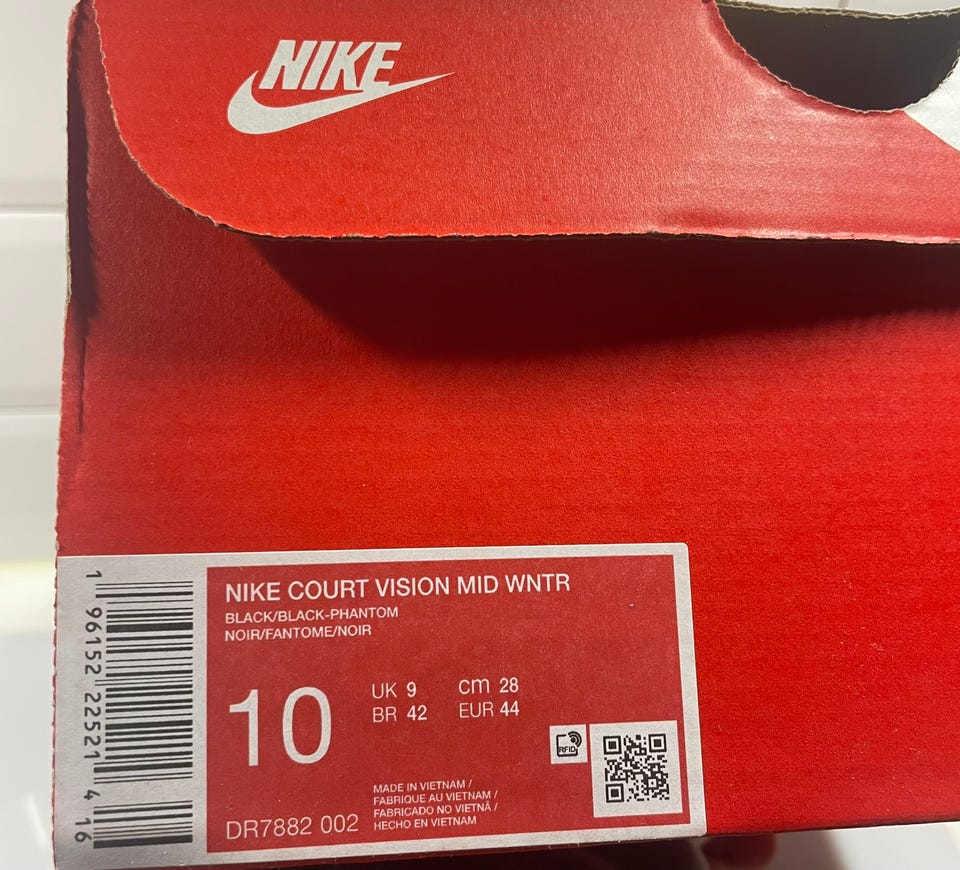 NIKE
NIKE COURT VISION MID WNTR
BLACK/BLACK-PHANTOM
NOIR/FANTOME/NOIR
10
UK 9 cm 28
BR 42 EUR 44
RFID
MADE IN VIETNAM /
FABRIQUE AU VIETNAM /
FABRICADO NO VIETNÃ /
HECHO EN VIETNAM
DR7882 002
1 96152 22521 4 16